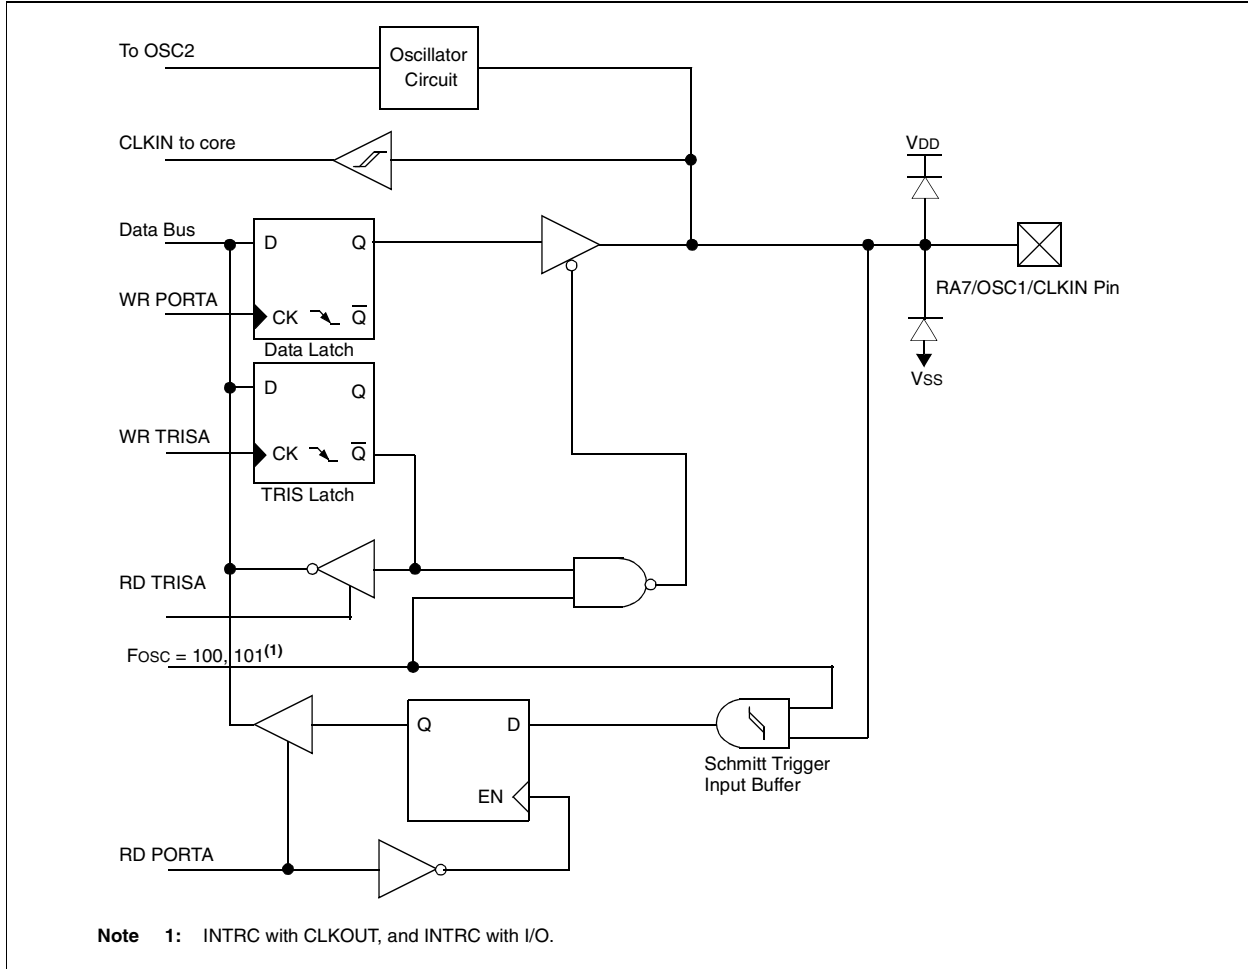 To OSC2
Oscillator
Circuit
CLKIN to core
VDD
Data Bus
D
Q
WR PORTA
CK
Q̅
Data Latch
RA7/OSC1/CLKIN Pin
VSS
D
Q
WR TRISA
CK
Q̅
TRIS Latch
RD TRISA
FOSC = 100, 101(1)
Q
D
EN
Schmitt Trigger
Input Buffer
RD PORTA
Note 1: INTRC with CLKOUT, and INTRC with I/O.